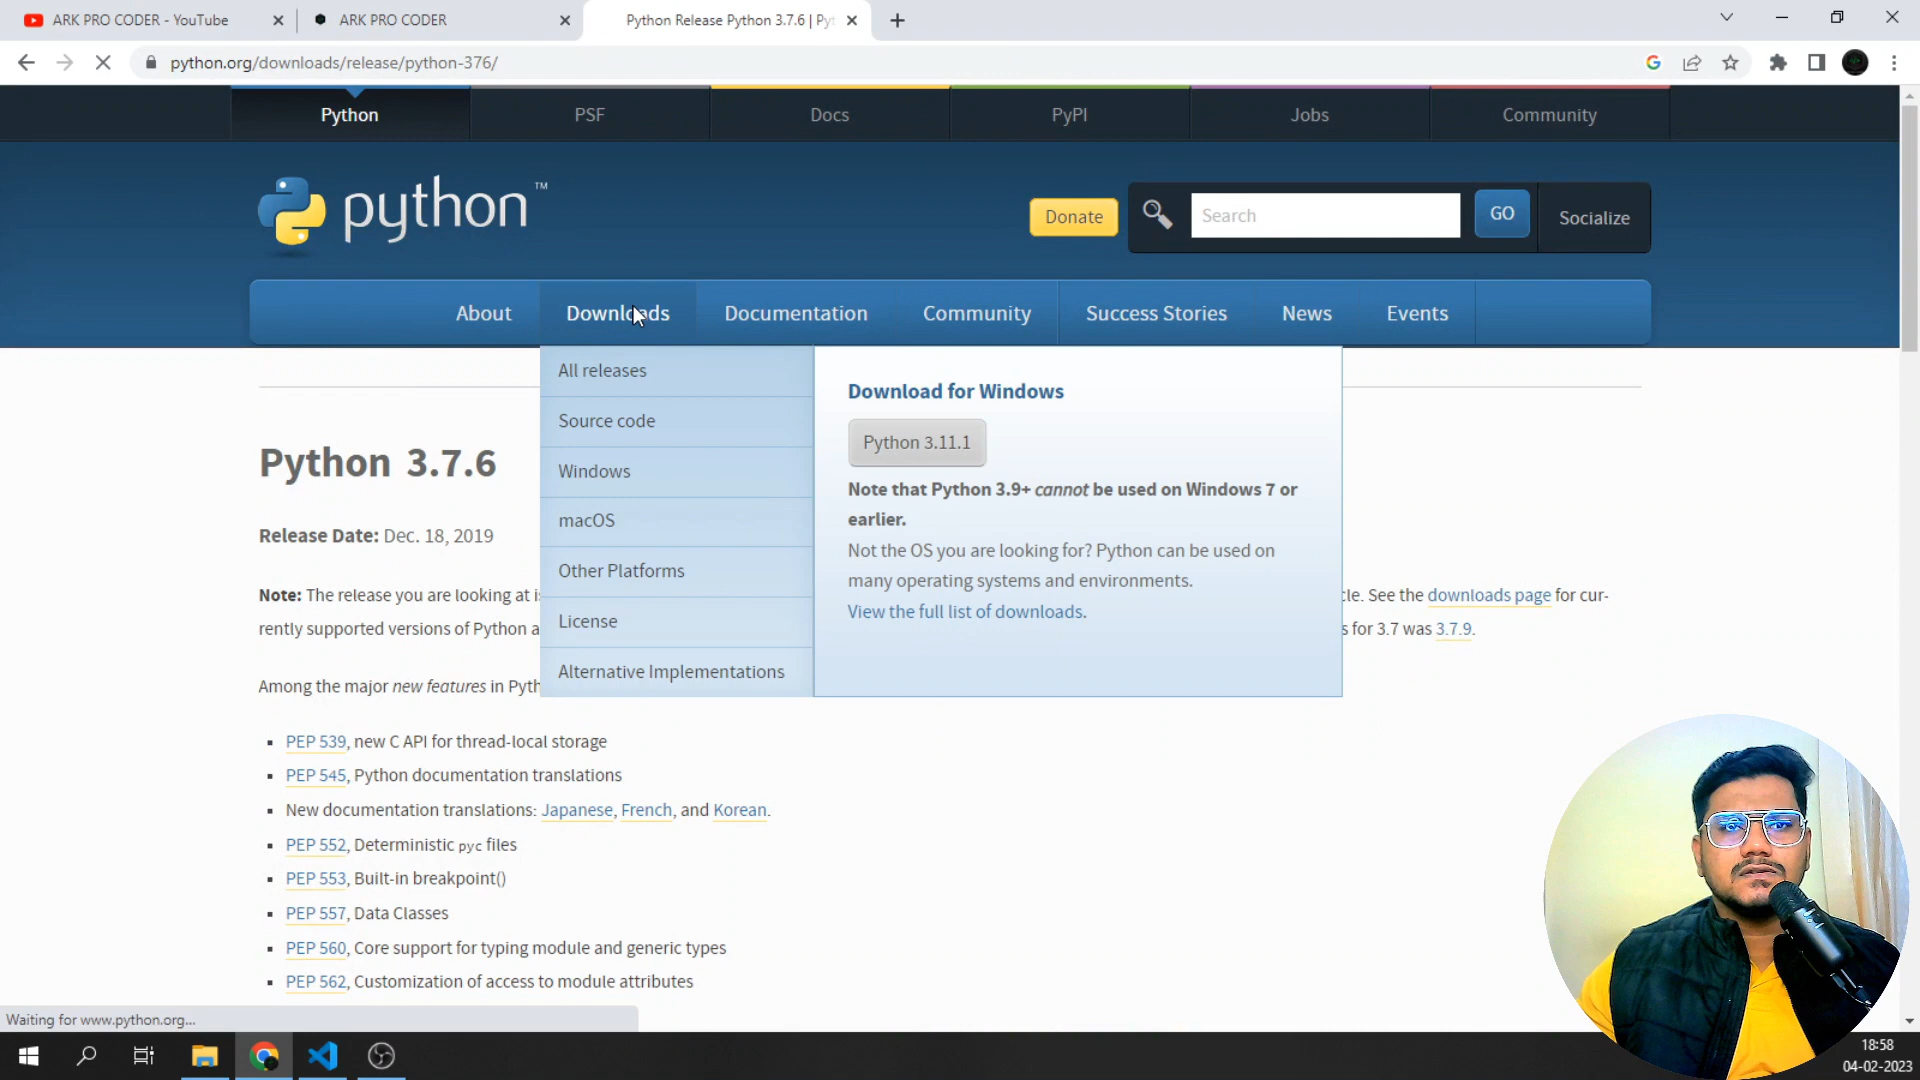 ARK PRO CODER - YouTube
ARK PRO CODER
Python Release Python 3.7.6 | Pyt
python.org/downloads/release/python-376/
Python
PSF
Docs
PyPI
Jobs
Community
python™
Donate
Search
GO
Socialize
About
Downloads
Documentation
Community
Success Stories
News
Events
All releases
Source code
Windows
macOS
Other Platforms
License
Alternative Implementations
Download for Windows
Python 3.11.1
Note that Python 3.9+ cannot be used on Windows 7 or
earlier.
Not the OS you are looking for? Python can be used on
many operating systems and environments.
View the full list of downloads.
Python 3.7.6
Release Date: Dec. 18, 2019
Note: The release you are looking at i
cle. See the downloads page for cur-
rently supported versions of Python a
s for 3.7 was 3.7.9.
Among the major new features in Pyth
PEP 539, new C API for thread-local storage
PEP 545, Python documentation translations
New documentation translations: Japanese, French, and Korean.
PEP 552, Deterministic pyc files
PEP 553, Built-in breakpoint()
PEP 557, Data Classes
PEP 560, Core support for typing module and generic types
PEP 562, Customization of access to module attributes
Waiting for www.python.org...
18:58
04-02-2023